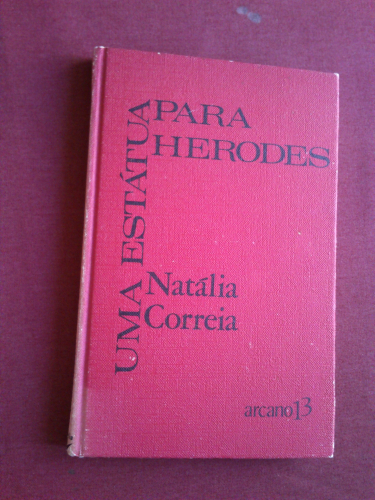 UMA ESTÁTUA
PARA
HERODES
Natália
Correia
arcano13